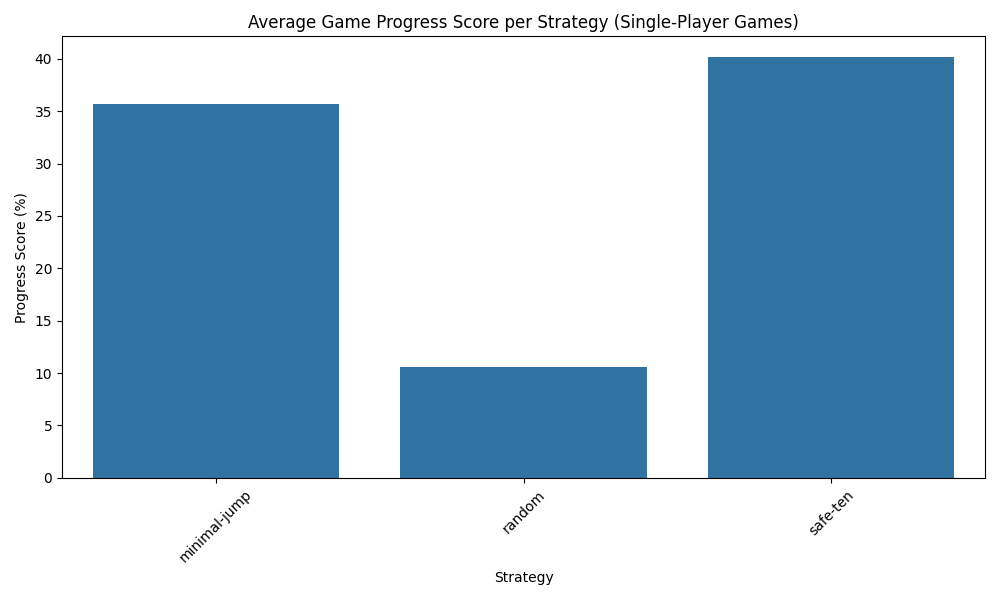 Average Game Progress Score per Strategy (Single-Player Games)
Progress Score (%)
40
35
30
25
20
15
10
5
0
minimal-jump
random
safe-ten
Strategy